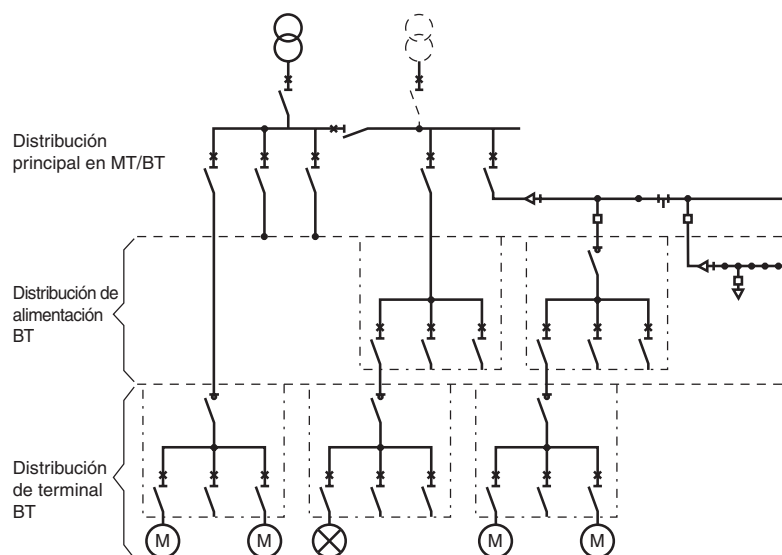 Distribución
principal en MT/BT
Distribución de
alimentación
BT
Distribución
de terminal
BT
M
M
M
M